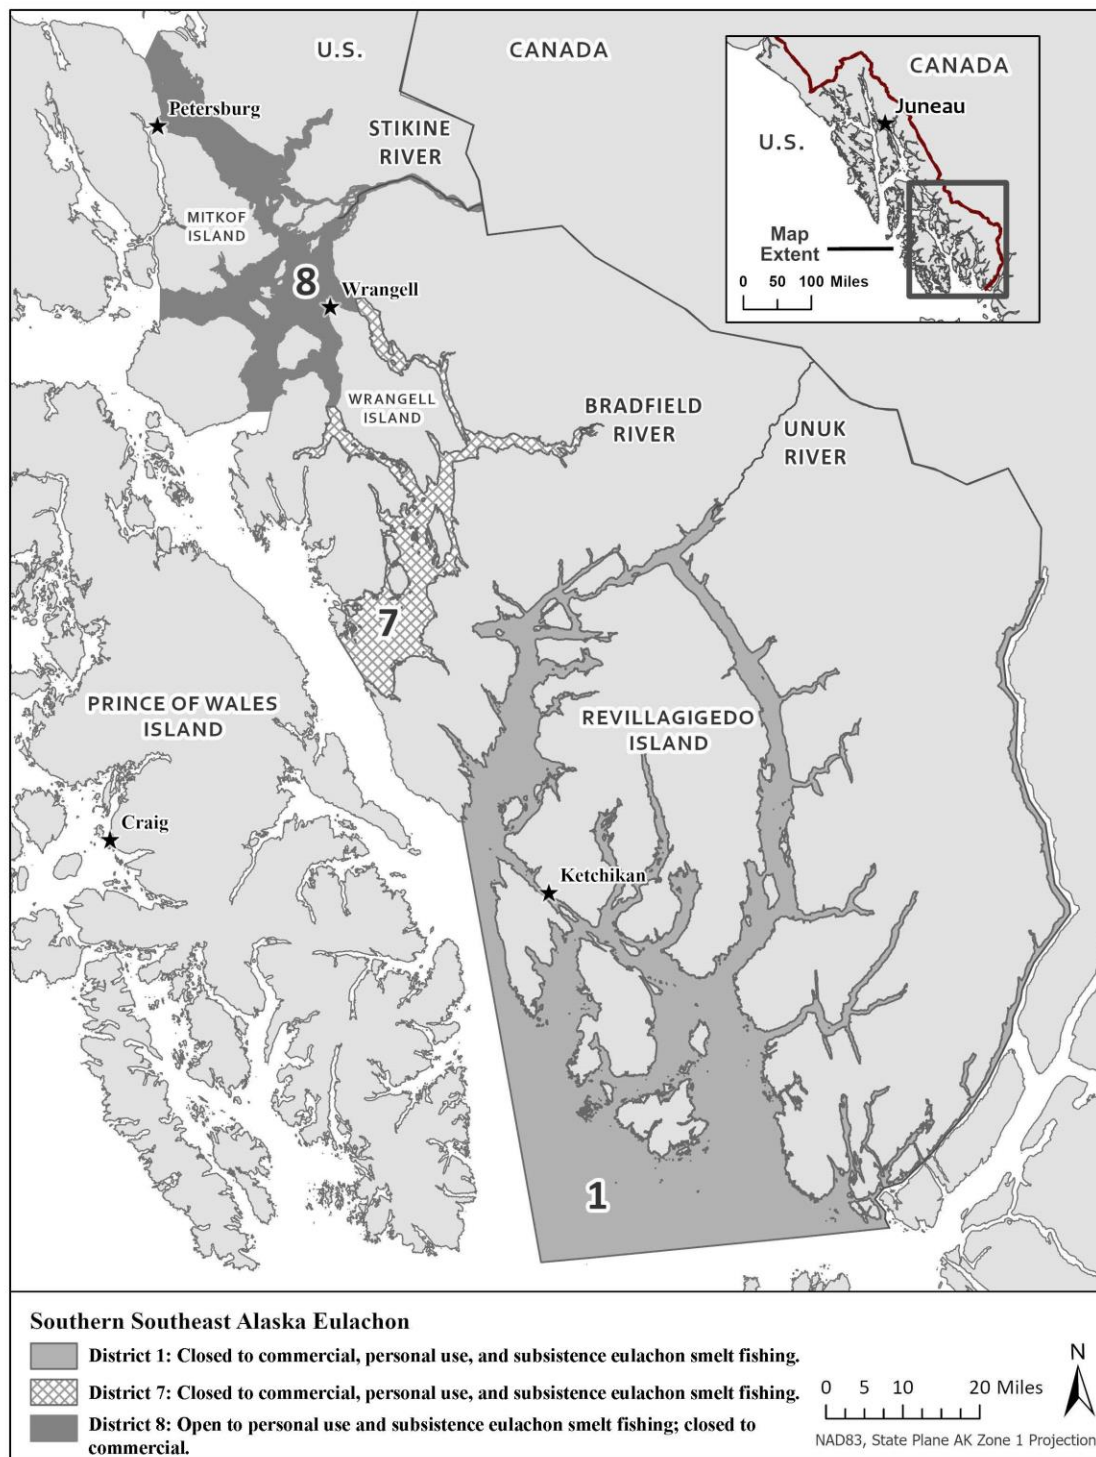 U.S.
CANADA
CANADA
Juneau
U.S.
Map
Extent
0 50 100 Miles
Petersburg
STIKINE
RIVER
MITKOF
ISLAND
8
Wrangell
WRANGELL
ISLAND
BRADFIELD
RIVER
UNUK
RIVER
7
PRINCE OF WALES
ISLAND
REVILLAGIGEDO
ISLAND
Craig
Ketchikan
1
Southern Southeast Alaska Eulachon
District 1: Closed to commercial, personal use, and subsistence eulachon smelt fishing.
District 7: Closed to commercial, personal use, and subsistence eulachon smelt fishing.
District 8: Open to personal use and subsistence eulachon smelt fishing; closed to
commercial.
N
0 5 10 20 Miles
NAD83, State Plane AK Zone 1 Projection